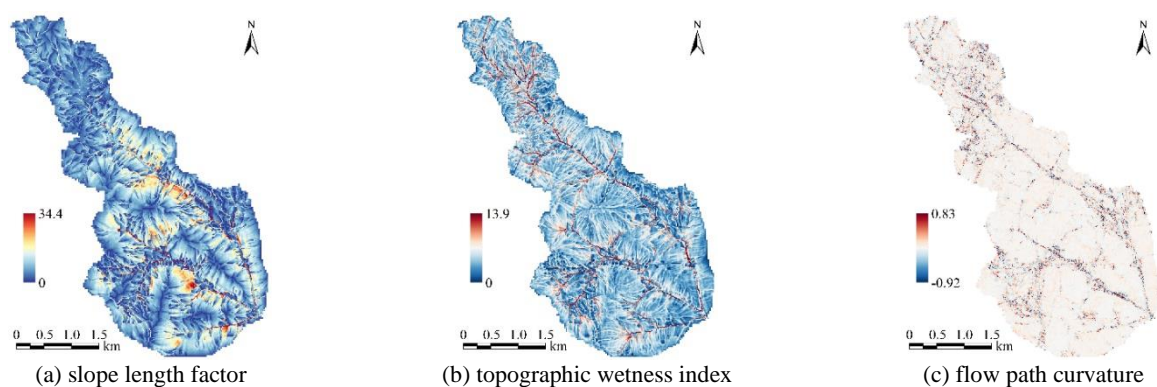 N
34.4
0
0 0.5 1.0 1.5
km
(a) slope length factor
N
13.9
0
0 0.5 1.0 1.5
km
(b) topographic wetness index
N
0.83
-0.92
0 0.5 1.0 1.5
km
(c) flow path curvature